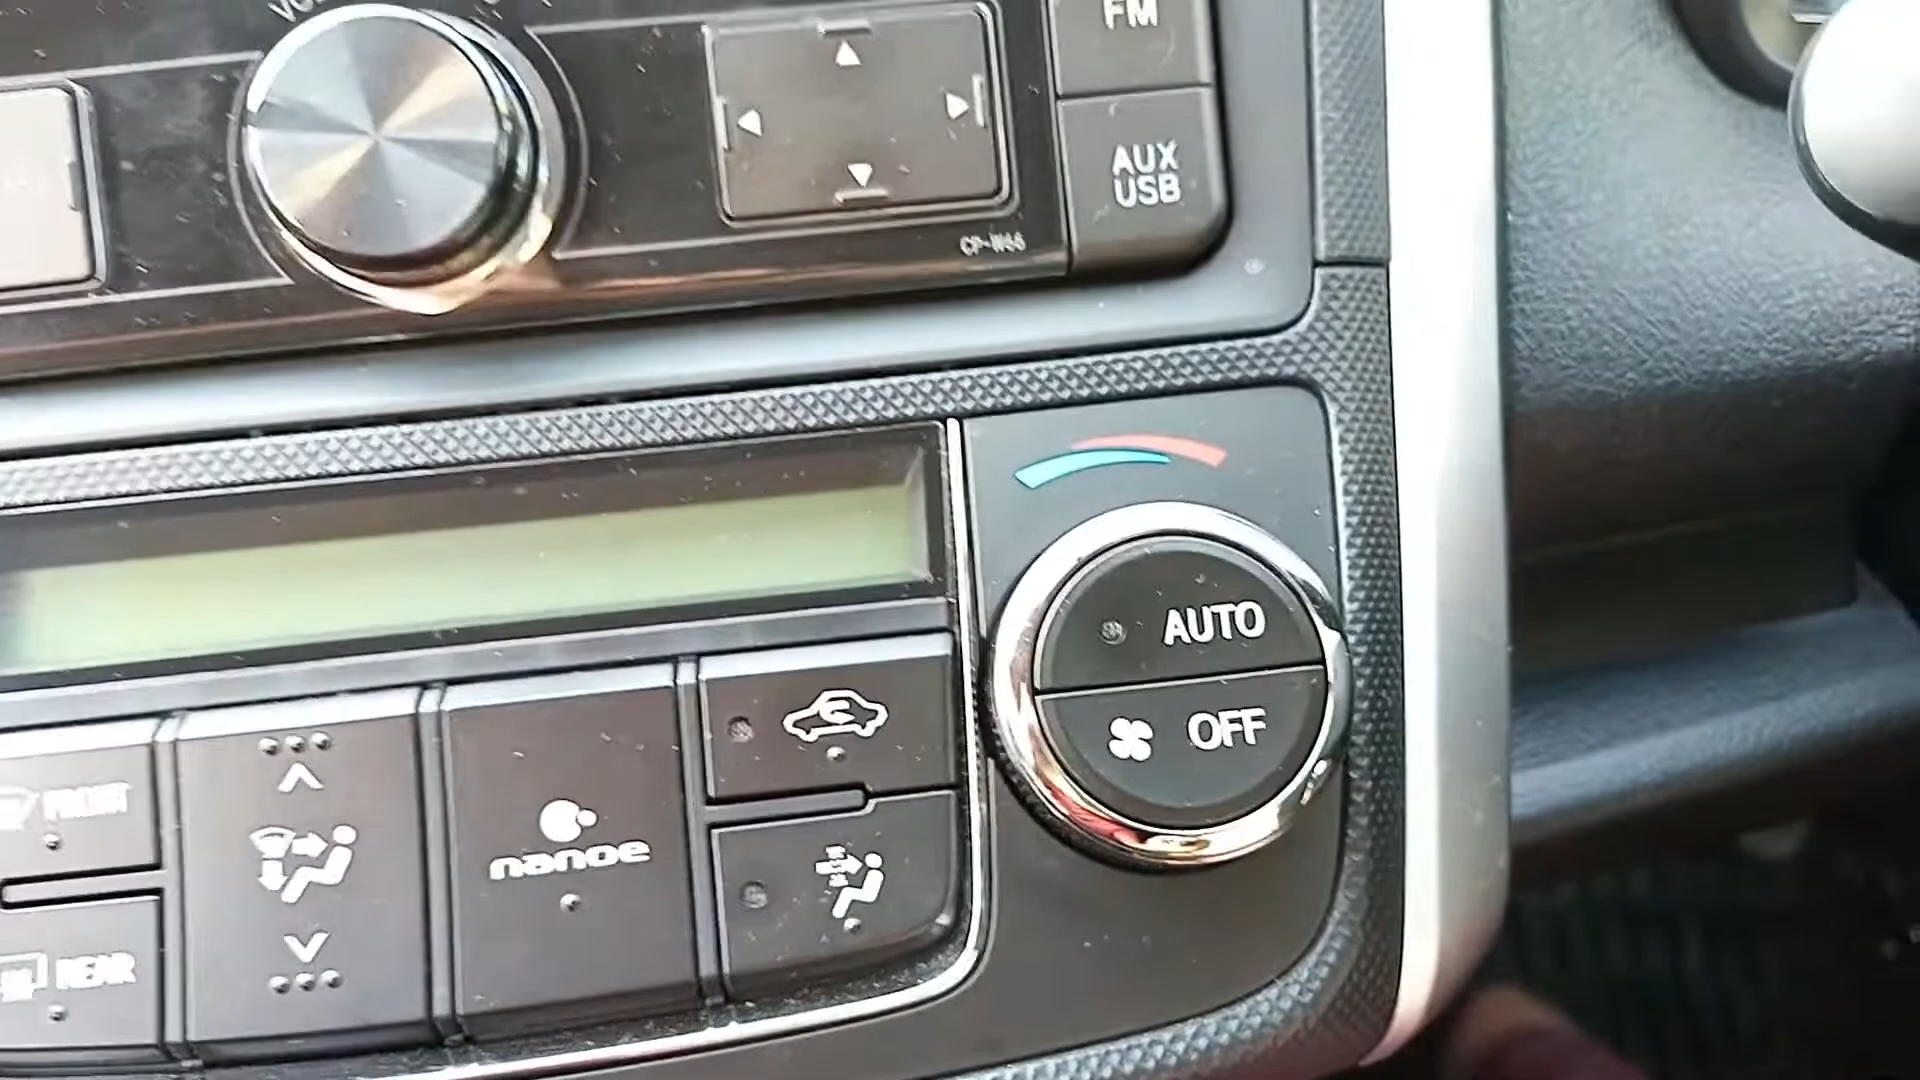 FM
AUX
USB
CP-W66
AUTO
OFF
FRONT
nanoe
REAR